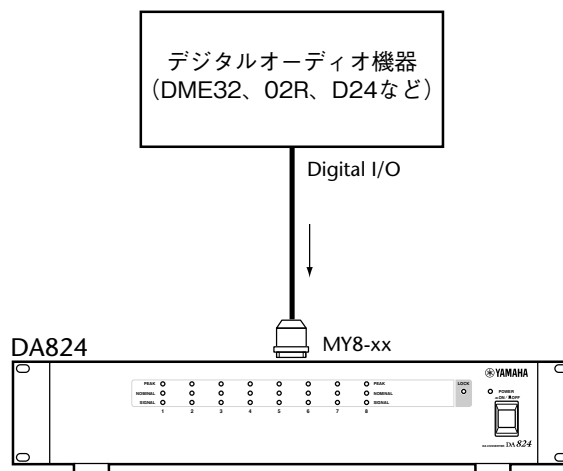 デジタルオーディオ機器
（DME32、02R、D24など）
Digital I/O
DA824
MY8-xx
YAMAHA
PEAK PEAK LOCK
NOMINAL NOMINAL
SIGNAL SIGNAL
1 2 3 4 5 6 7 8
POWER
ON / OFF
DA824